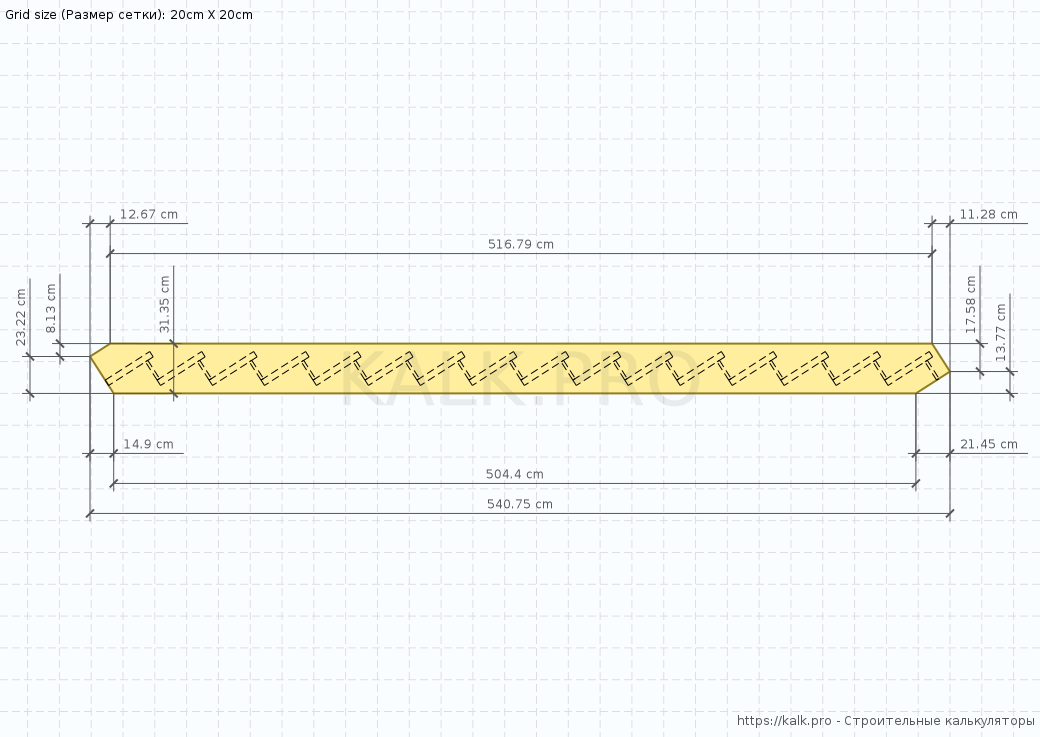 Grid size (Размер сетки): 20cm X 20cm
12.67 cm
11.28 cm
516.79 cm
23.22 cm
8.13 cm
31.35 cm
17.58 cm
13.77 cm
KALK.PRO
14.9 cm
21.45 cm
504.4 cm
540.75 cm
https://kalk.pro - Строительные калькуляторы